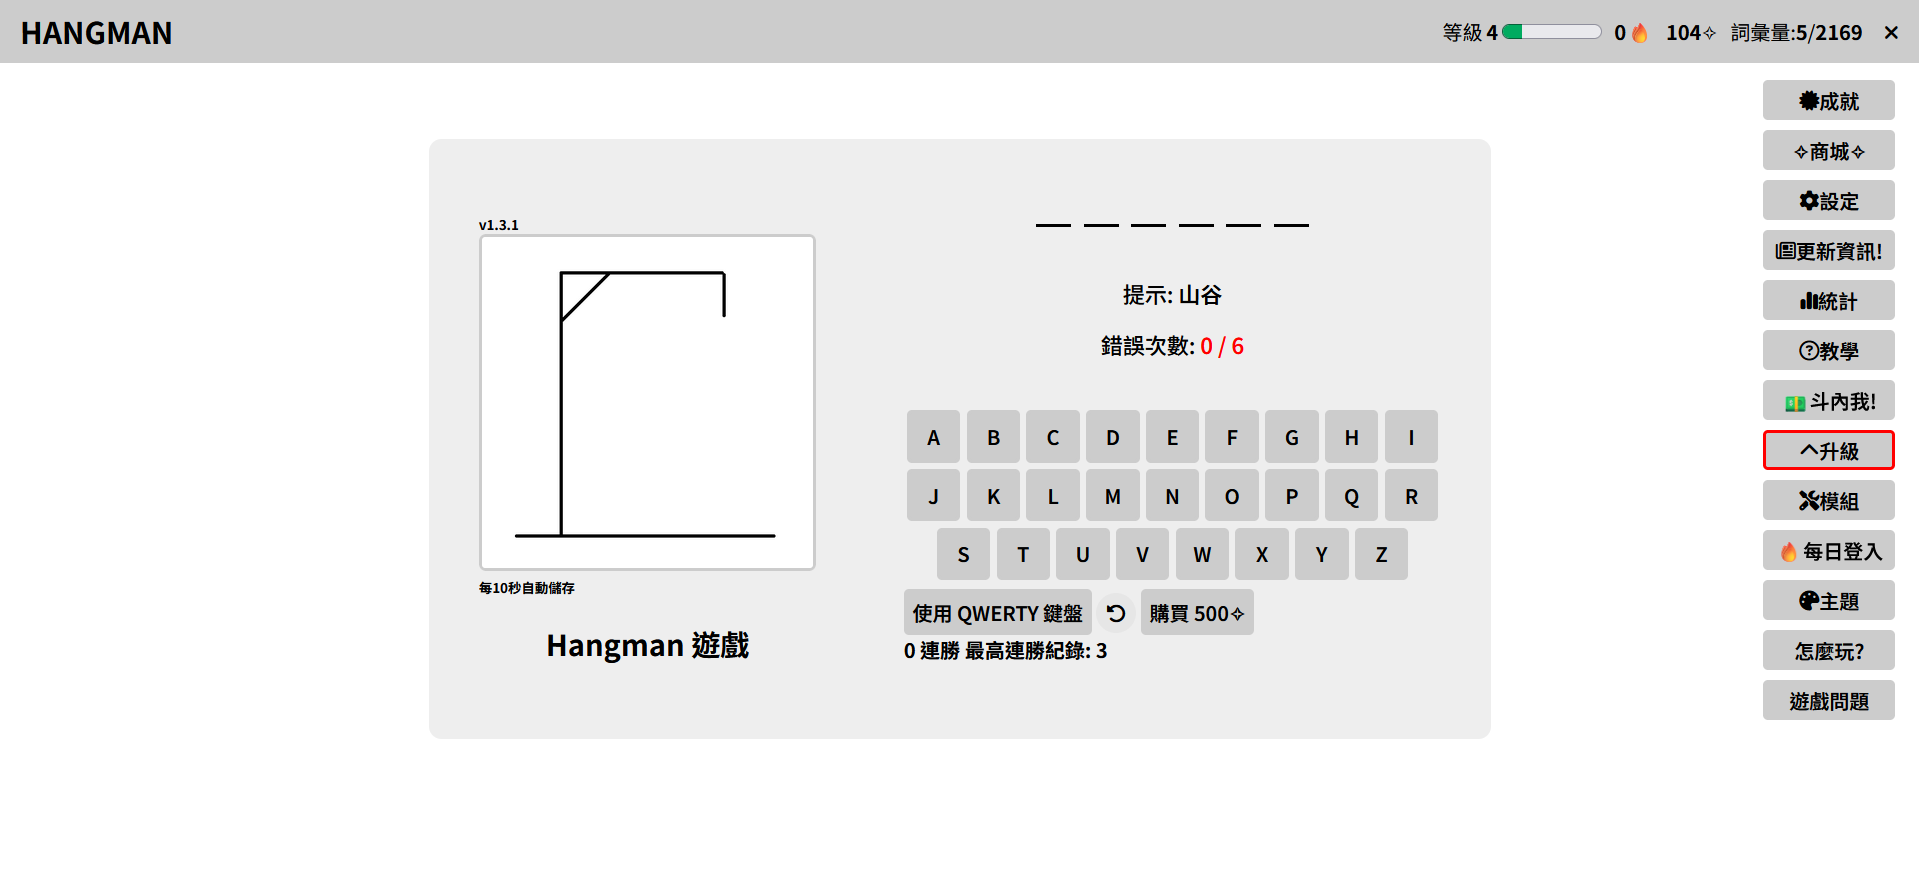 HANGMAN
等級 4 0🔥 104✧ 詞彙量:5/2169 ✕
成就
✧商城✧
設定
更新資訊!
統計
教學
💵 斗內我!
升級
模組
🔥 每日登入
主題
怎麼玩?
遊戲問題
v1.3.1
每10秒自動儲存
Hangman 遊戲
_ _ _ _ _ _
提示: 山谷
錯誤次數: 0 / 6
A B C D E F G H I
J K L M N O P Q R
S T U V W X Y Z
使用 QWERTY 鍵盤 購買 500✧
0 連勝 最高連勝紀錄: 3